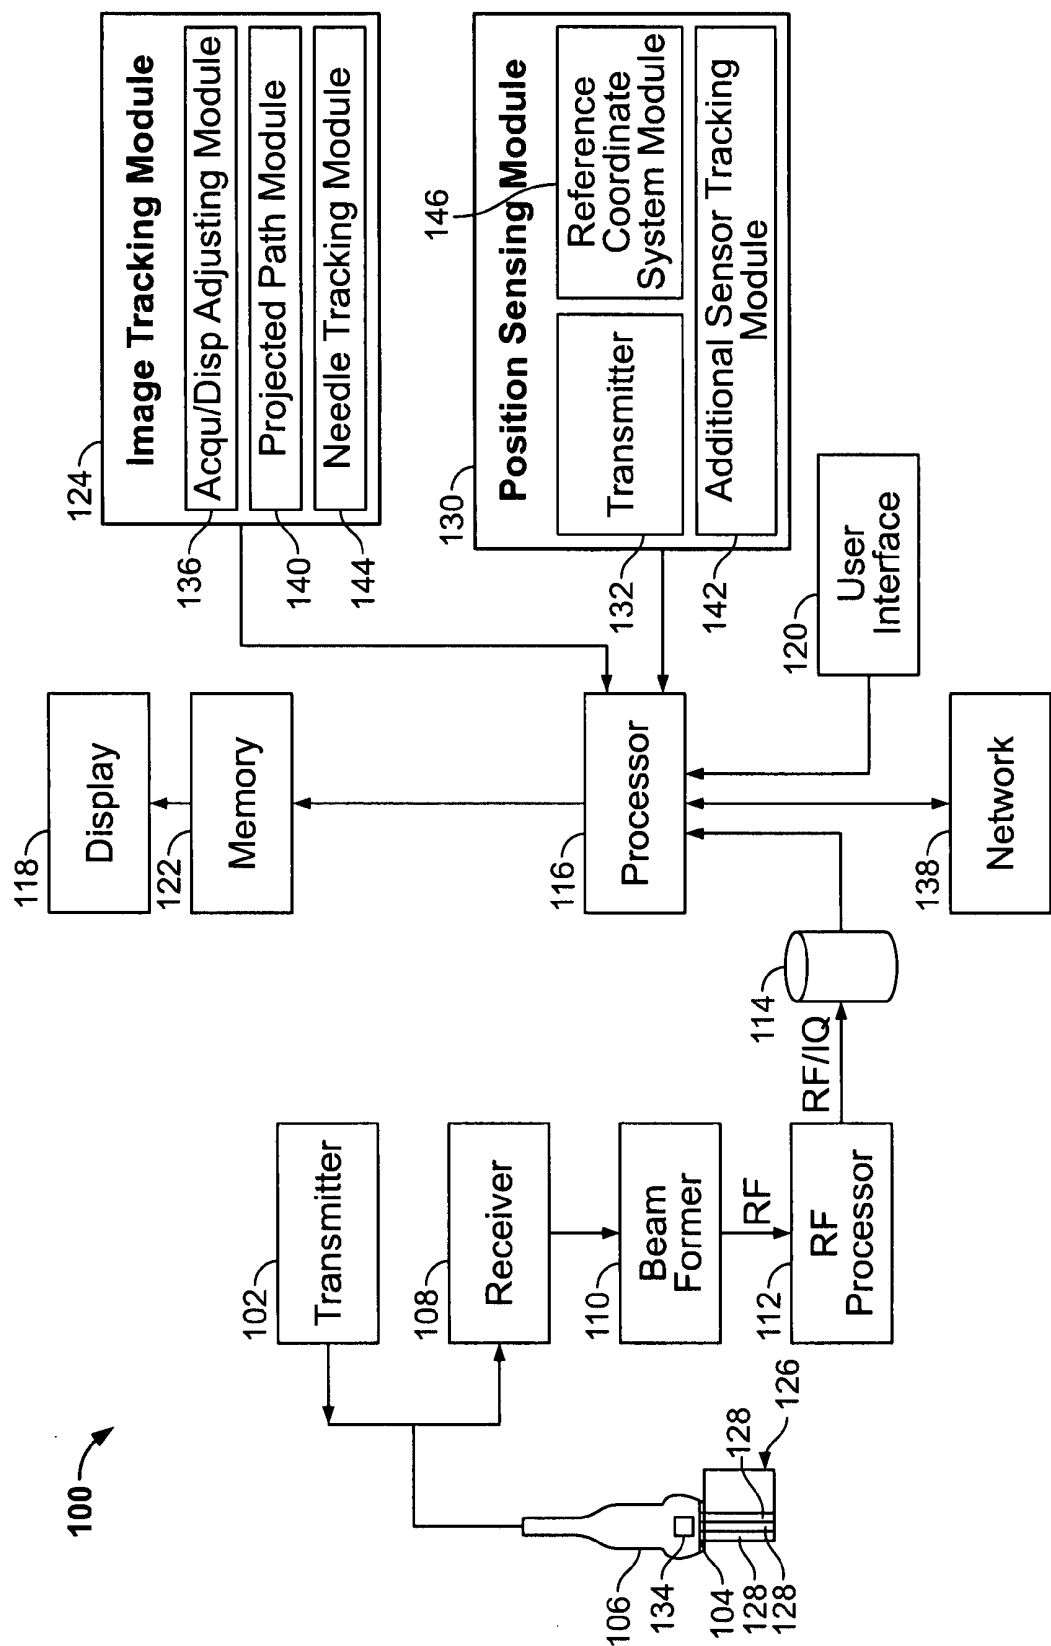 100
106
134
104
128
128
128
126
102
Transmitter
108
Receiver
110
Beam
Former
RF
112
RF
Processor
RF/IQ
114
118
Display
122
Memory
116
Processor
138
Network
120
User
Interface
124
Image Tracking Module
136
Acqu/Disp Adjusting Module
140
Projected Path Module
144
Needle Tracking Module
130
Position Sensing Module
132
Transmitter
146
Reference
Coordinate
System Module
142
Additional Sensor Tracking
Module